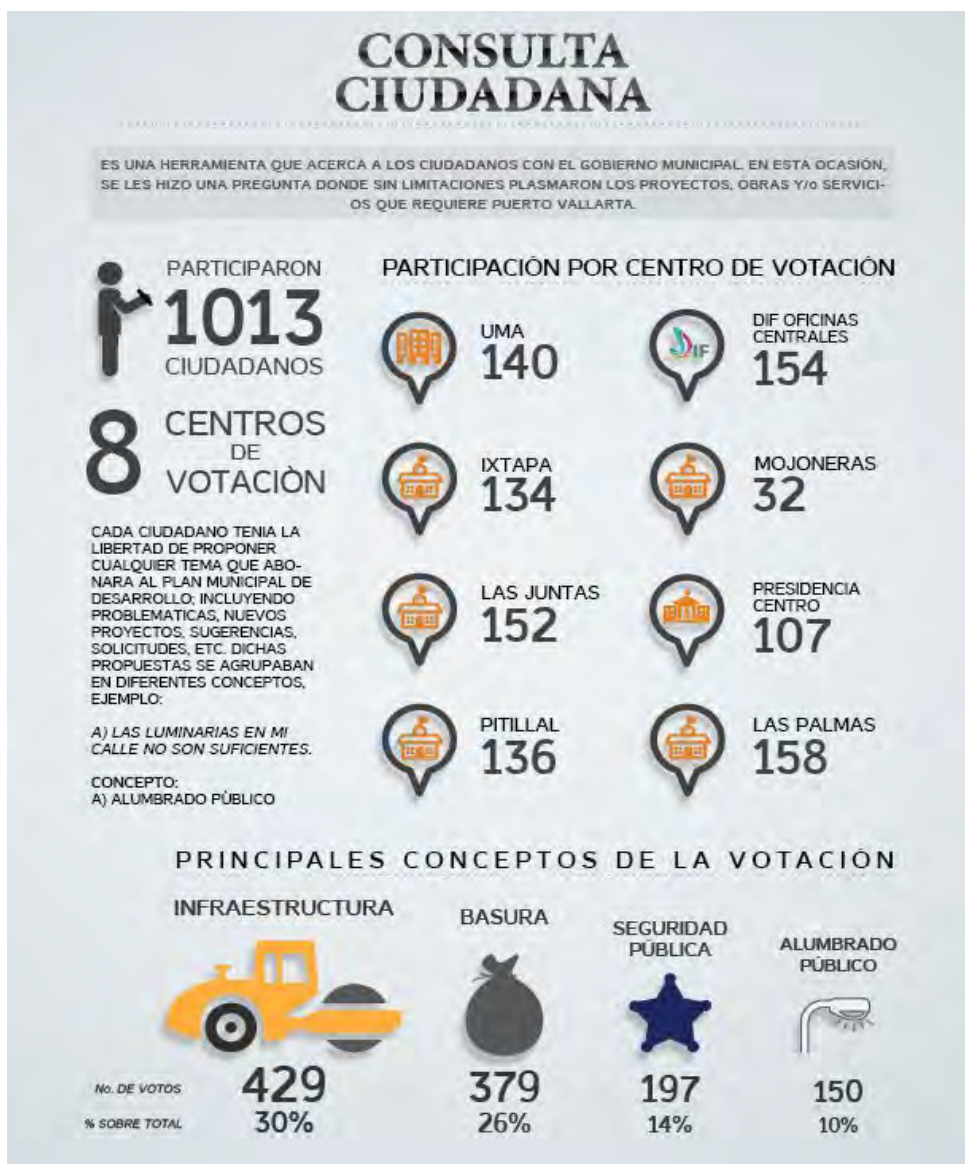 CONSULTA
CIUDADANA
ES UNA HERRAMIENTA QUE ACERCA A LOS CIUDADANOS CON EL GOBIERNO MUNICIPAL. EN ESTA OCASIÓN,
SE LES HIZO UNA PREGUNTA DONDE SIN LIMITACIONES PLASMARON LOS PROYECTOS, OBRAS Y/o SERVICI-
OS QUE REQUIERE PUERTO VALLARTA.
PARTICIPARON
1013
CIUDADANOS
8
CENTROS
DE
VOTACIÒN
CADA CIUDADANO TENIA LA
LIBERTAD DE PROPONER
CUALQUIER TEMA QUE ABO-
NARA AL PLAN MUNICIPAL DE
DESARROLLO; INCLUYENDO
PROBLEMATICAS, NUEVOS
PROYECTOS, SUGERENCIAS,
SOLICITUDES, ETC. DICHAS
PROPUESTAS SE AGRUPABAN
EN DIFERENTES CONCEPTOS,
EJEMPLO:
A) LAS LUMINARIAS EN MI
CALLE NO SON SUFICIENTES.
CONCEPTO:
A) ALUMBRADO PÙBLICO
PARTICIPACIÓN POR CENTRO DE VOTACIÓN
UMA
140
DIF
DIF OFICINAS
CENTRALES
154
IXTAPA
134
MOJONERAS
32
LAS JUNTAS
152
PRESIDENCIA
CENTRO
107
PITILLAL
136
LAS PALMAS
158
PRINCIPALES CONCEPTOS DE LA VOTACIÓN
INFRAESTRUCTURA
BASURA
SEGURIDAD
PÚBLICA
ALUMBRADO
PÚBLICO
No. DE VOTOS
429
379
197
150
% SOBRE TOTAL
30%
26%
14%
10%